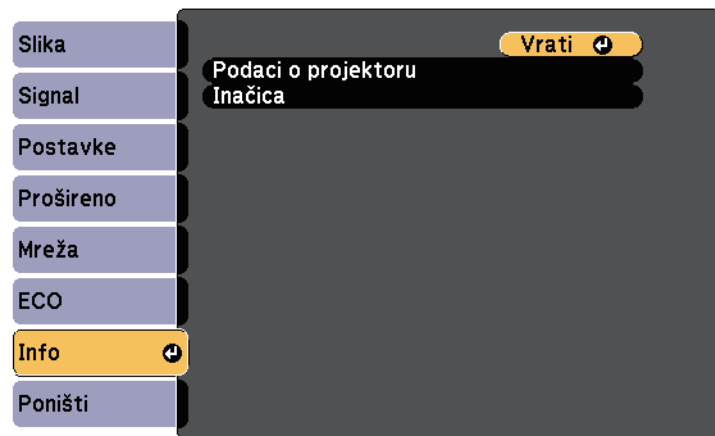 Slika
Signal
Postavke
Prošireno
Mreža
ECO
Info
Poništi
Vrati
Podaci o projektoru
Inačica